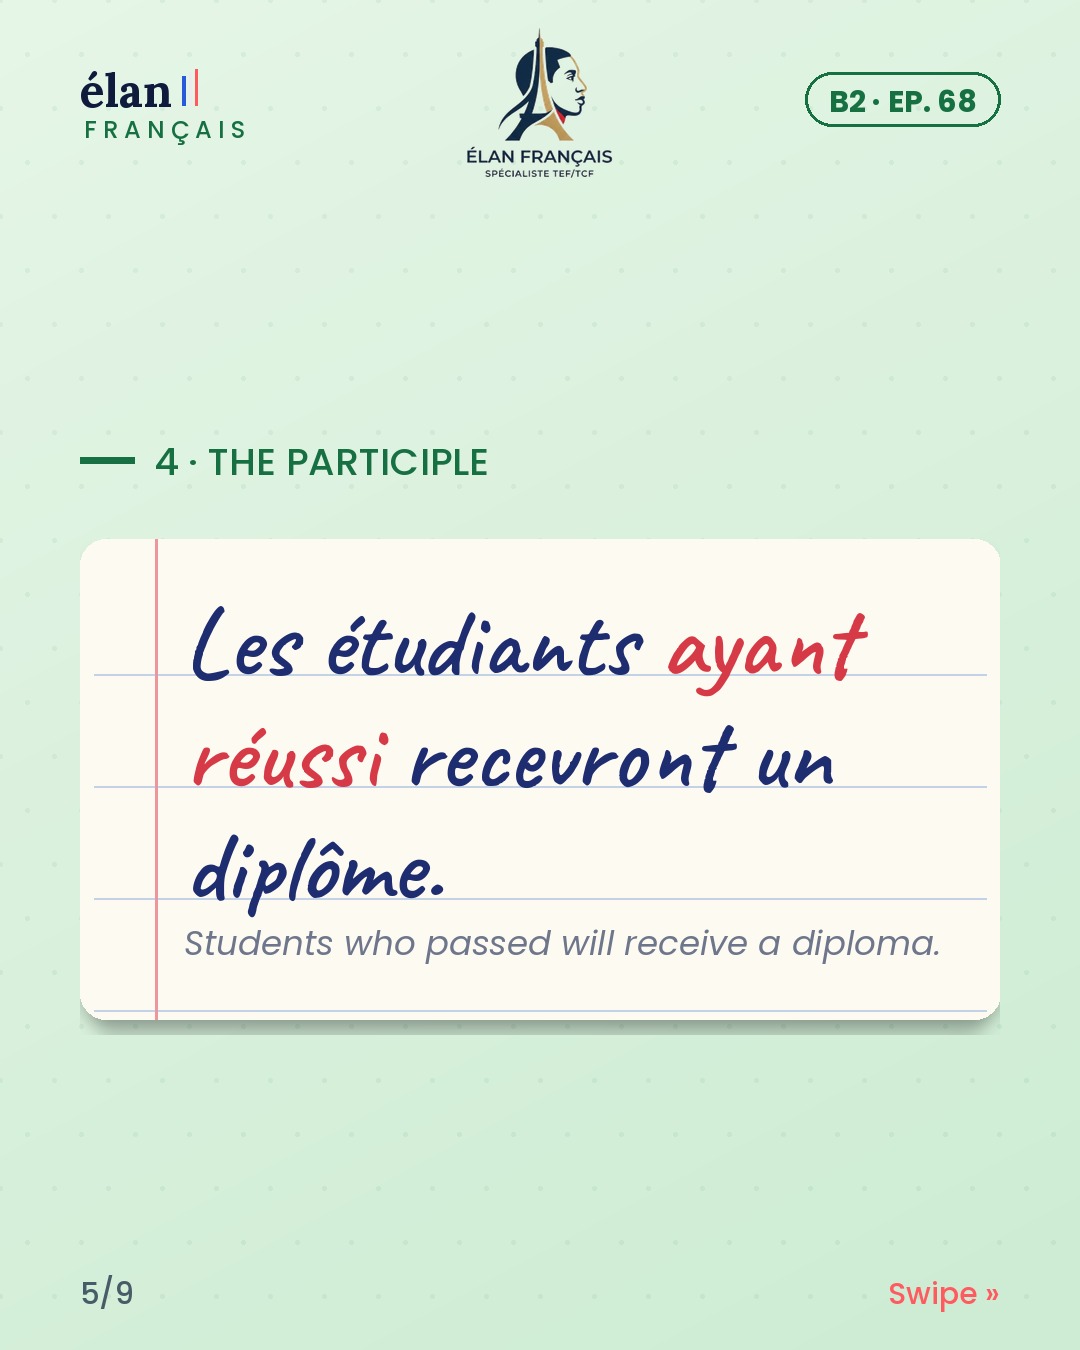 élan
FRANÇAIS
ÉLAN FRANÇAIS
SPÉCIALISTE TEF/TCF
B2 · EP. 68
4 · THE PARTICIPLE
Les étudiants ayant
réussi recevront un
diplôme.
Students who passed will receive a diploma.
5/9
Swipe »